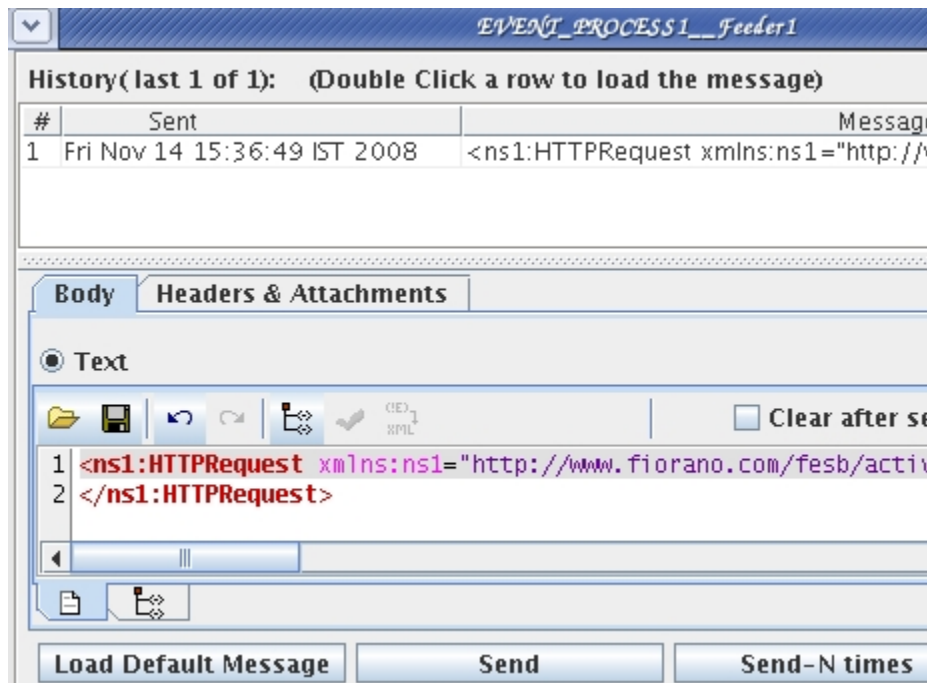 EVENT_PROCESS1__Feeder1
History( last 1 of 1): (Double Click a row to load the message)
# Sent Message
1 Fri Nov 14 15:36:49 IST 2008 <ns1:HTTPRequest xmlns:ns1="http://w
Body Headers & Attachments
Text
(!E) XML Clear after se
1 <ns1:HTTPRequest xmlns:ns1="http://www.fiorano.com/fesb/activ
2 </ns1:HTTPRequest>
Load Default Message Send Send-N times